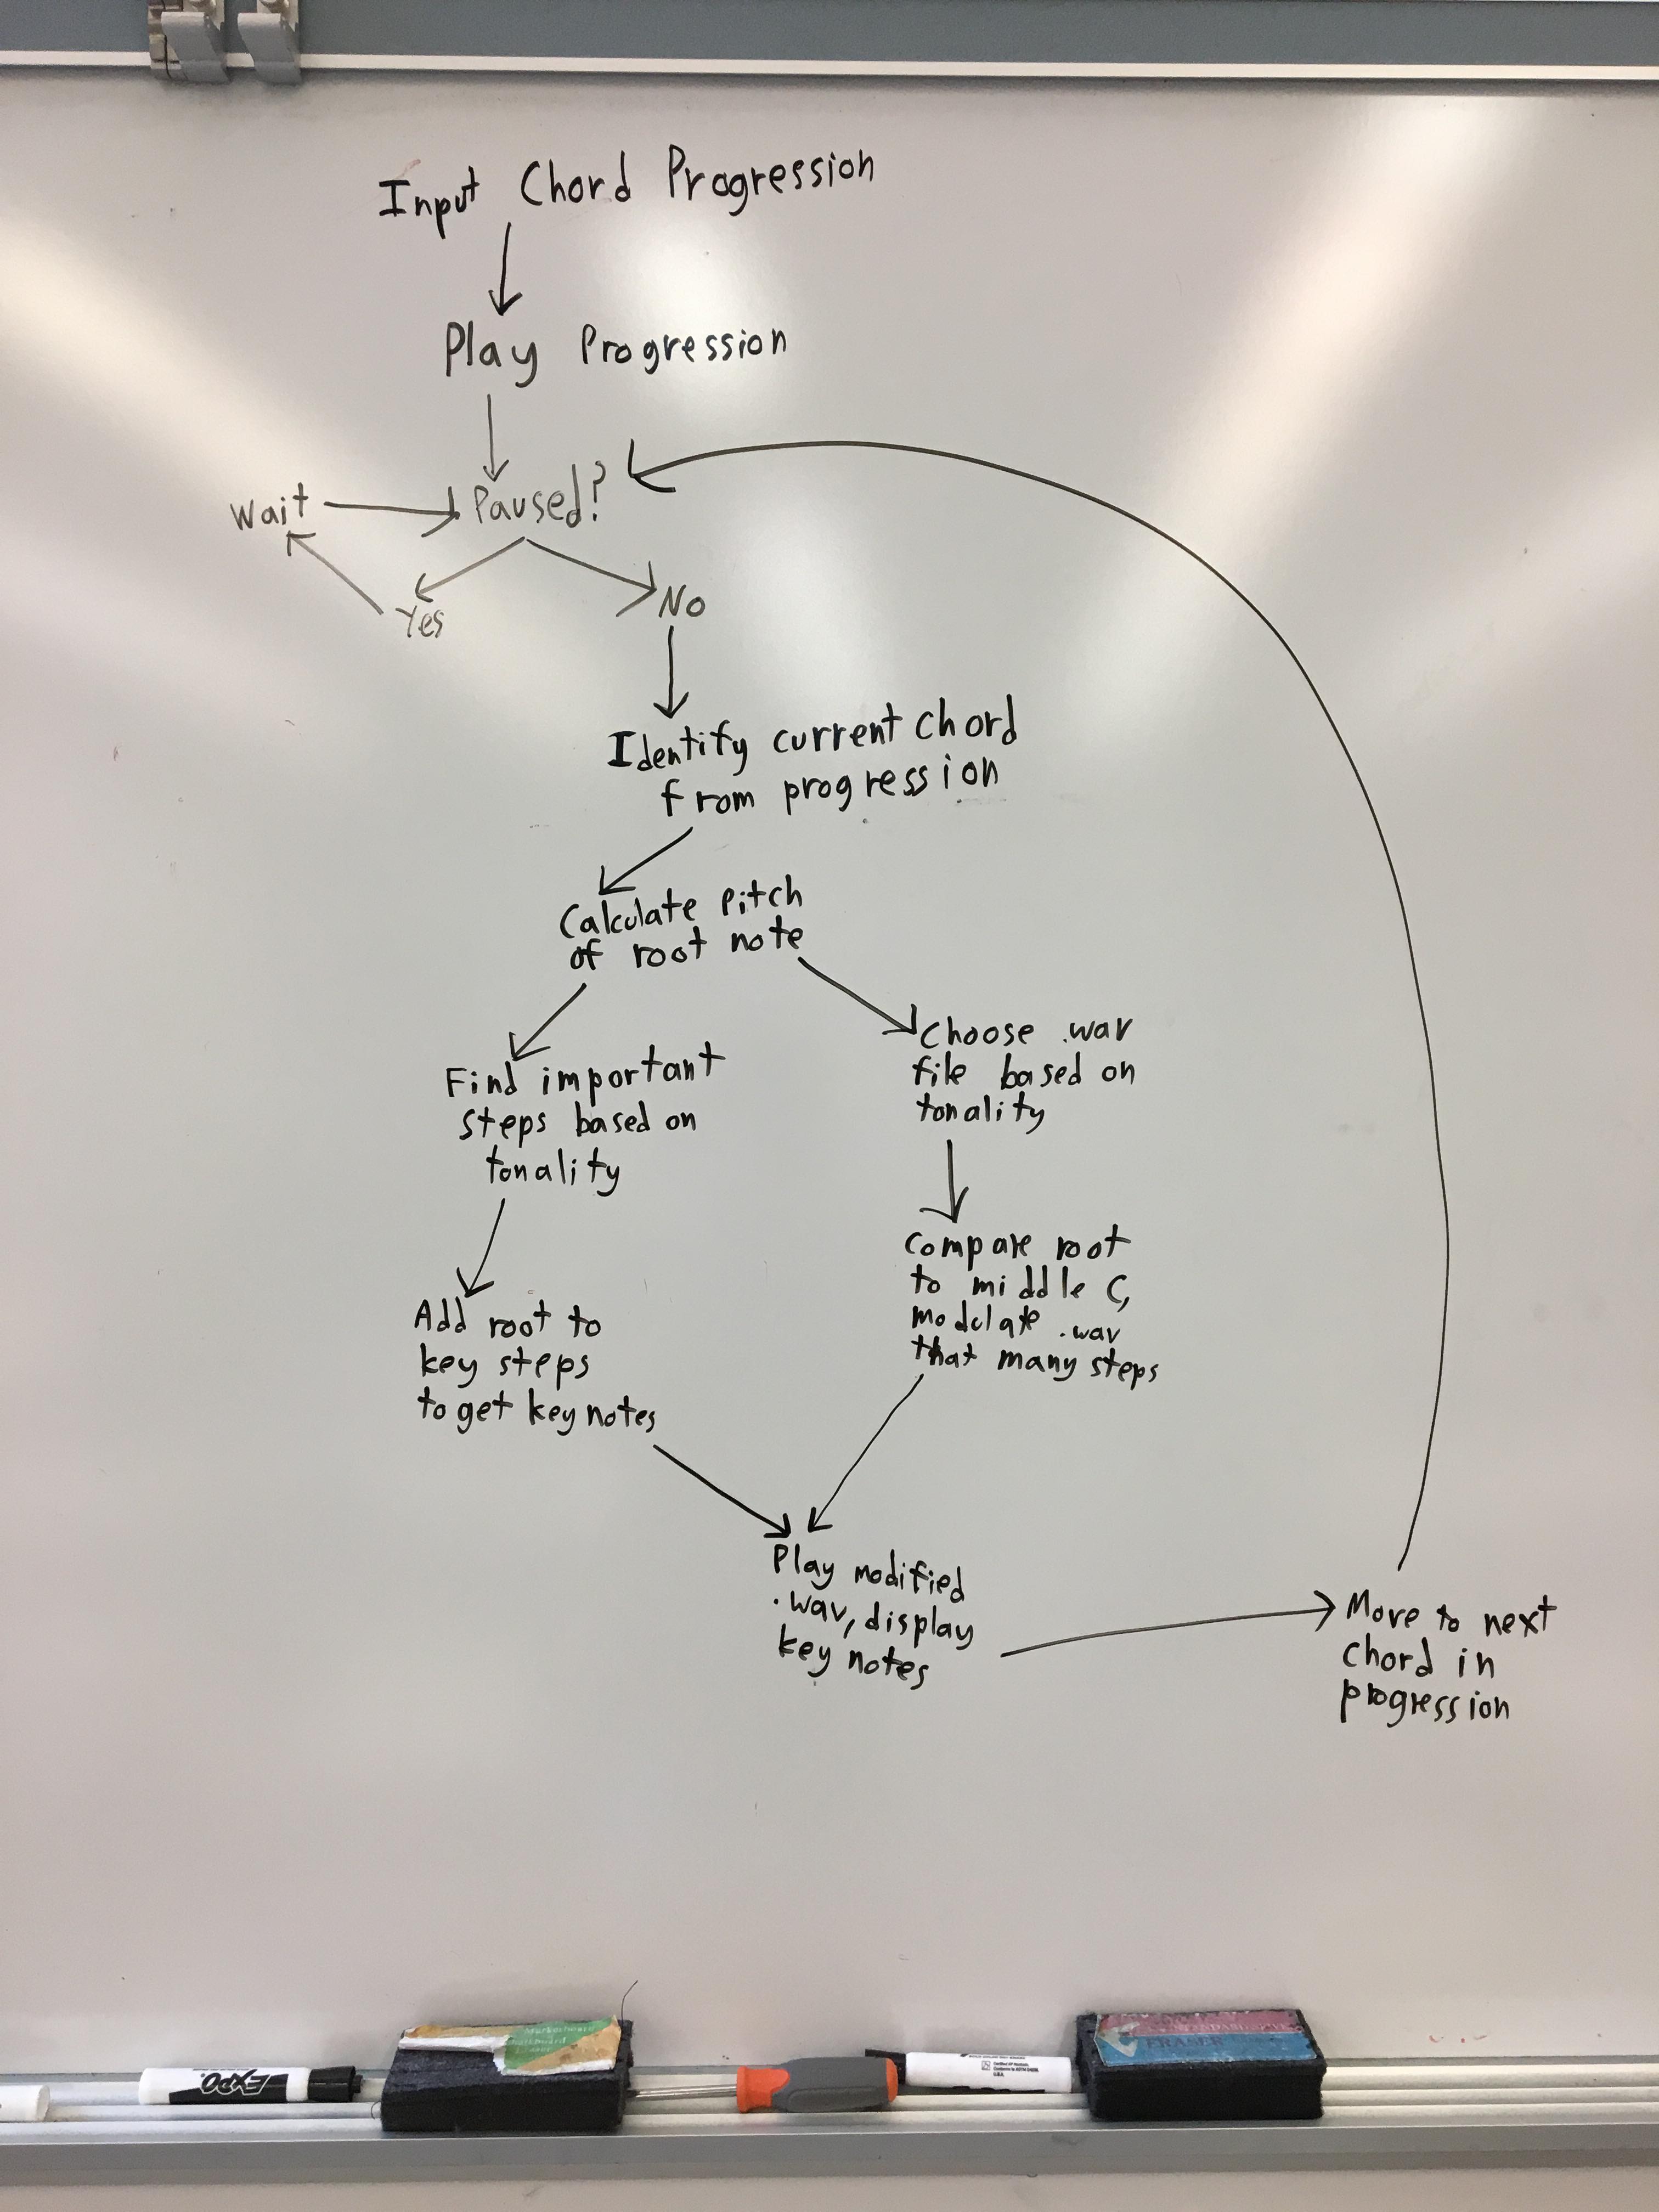 Input Chord Progression
Play Progression
Paused?
Wait
Yes
No
Identify current chord
from progression
Calculate pitch
of root note
Find important
steps based on
tonality
Choose .wav
file based on
tonality
Add root to
key steps
to get key notes
Compare root
to middle C,
modulate .wav
that many steps
Play modified
.wav, display
key notes
Move to next
chord in
progression
EXPO
ERASER